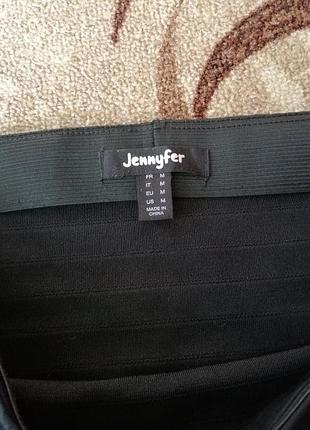 Jennyfer
FR M
IT M
EU M
US M
MADE IN
CHINA